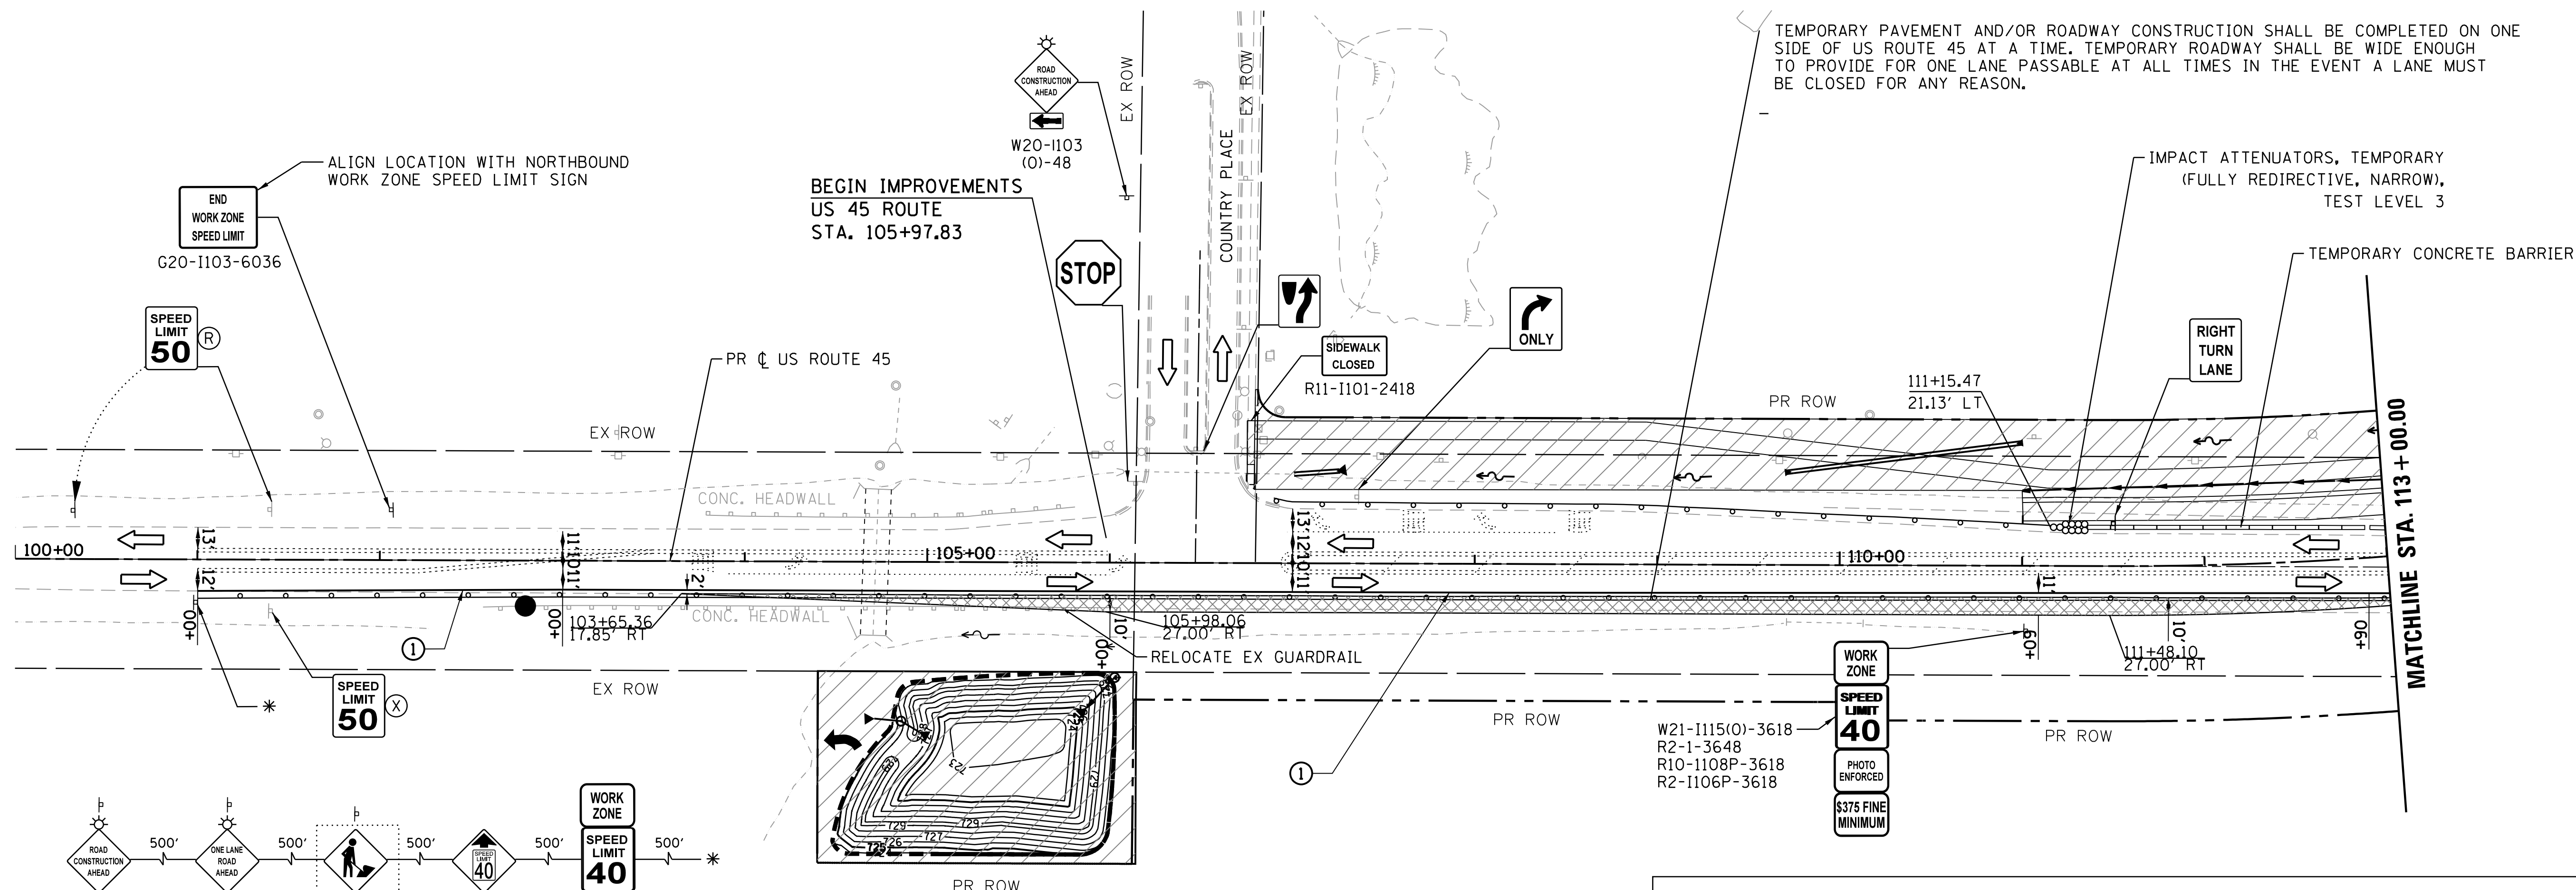 TEMPORARY PAVEMENT AND/OR ROADWAY CONSTRUCTION SHALL BE COMPLETED ON ONE
SIDE OF US ROUTE 45 AT A TIME. TEMPORARY ROADWAY SHALL BE WIDE ENOUGH
TO PROVIDE FOR ONE LANE PASSABLE AT ALL TIMES IN THE EVENT A LANE MUST
BE CLOSED FOR ANY REASON.
ROAD
CONSTRUCTION
AHEAD
W20-I103
(O)-48
EX ROW
EX ROW
COUNTRY PLACE
ALIGN LOCATION WITH NORTHBOUND
WORK ZONE SPEED LIMIT SIGN
END
WORK ZONE
SPEED LIMIT
G20-I103-6036
BEGIN IMPROVEMENTS
US 45 ROUTE
STA. 105+97.83
IMPACT ATTENUATORS, TEMPORARY
(FULLY REDIRECTIVE, NARROW),
TEST LEVEL 3
TEMPORARY CONCRETE BARRIER
STOP
SPEED
LIMIT
50
R
PR ℄ US ROUTE 45
ONLY
SIDEWALK
CLOSED
R11-I101-2418
RIGHT
TURN
LANE
111+15.47
21.13' LT
PR ROW
EX ROW
CONC. HEADWALL
MATCHLINE STA. 113+00.00
100+00
13'
12'
11'
10'
11'
105+00
13'
12'
10'
11'
110+00
11'
2'
CONC. HEADWALL
+00
+00
103+65.36
17.85' RT
1
105+98.06
27.00' RT
10'
+00
RELOCATE EX GUARDRAIL
+60
10'
111+48.10
27.00' RT
+90
EX ROW
SPEED
LIMIT
50
X
*
PR ROW
PR ROW
WORK
ZONE
SPEED
LIMIT
40
PHOTO
ENFORCED
$375 FINE
MINIMUM
W21-I115(O)-3618
R2-1-3648
R10-1108P-3618
R2-I106P-3618
1
723
724
729
729
729
727
726
725
ROAD
CONSTRUCTION
AHEAD
500'
ONE LANE
ROAD
AHEAD
500'
500'
SPEED
LIMIT
40
500'
WORK
ZONE
SPEED
LIMIT
40
500'
*
PR ROW